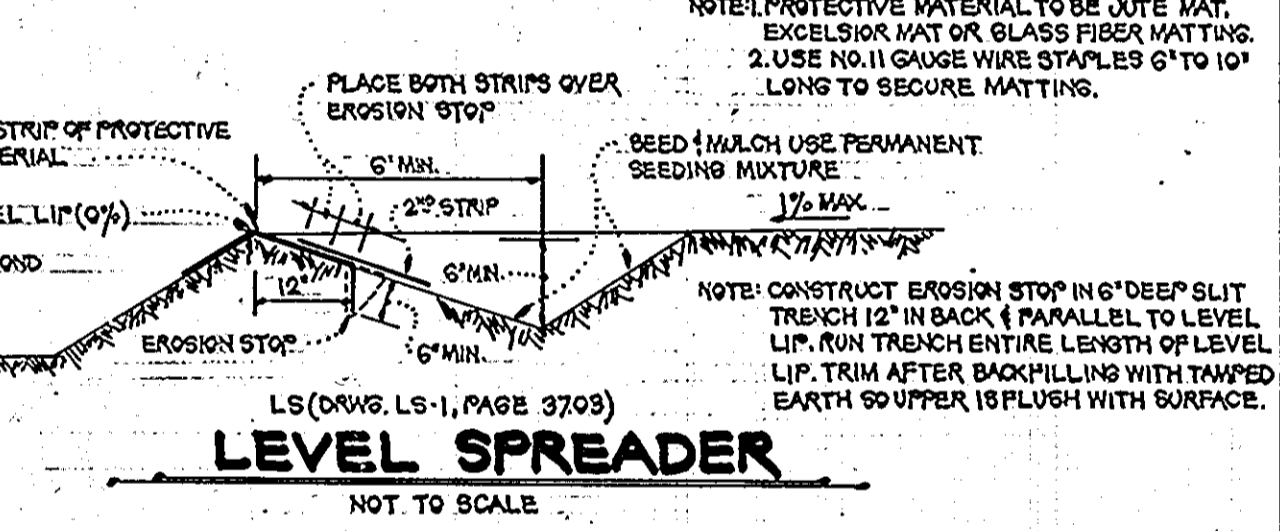 NOTE:1. PROTECTIVE MATERIAL TO BE JUTE MAT,
EXCELSIOR MAT OR GLASS FIBER MATTING.
2. USE NO.11 GAUGE WIRE STAPLES 6" TO 10"
LONG TO SECURE MATTING.
PLACE BOTH STRIPS OVER
EROSION STOP
STRIP OF PROTECTIVE
ERIAL
SEED & MULCH USE PERMANENT
SEEDING MIXTURE
6' MIN.
1% MAX
EL LIP (0%)
2ND STRIP
OND
6" MIN.
12"
EROSION STOP
6" MIN.
NOTE: CONSTRUCT EROSION STOP IN 6" DEEP SLIT
TRENCH 12" IN BACK & PARALLEL TO LEVEL
LIP. RUN TRENCH ENTIRE LENGTH OF LEVEL
LIP. TRIM AFTER BACKFILLING WITH TAMPED
EARTH SO UPPER IS FLUSH WITH SURFACE.
LS (DRWG. LS-1, PAGE 37.03)
LEVEL SPREADER
NOT TO SCALE